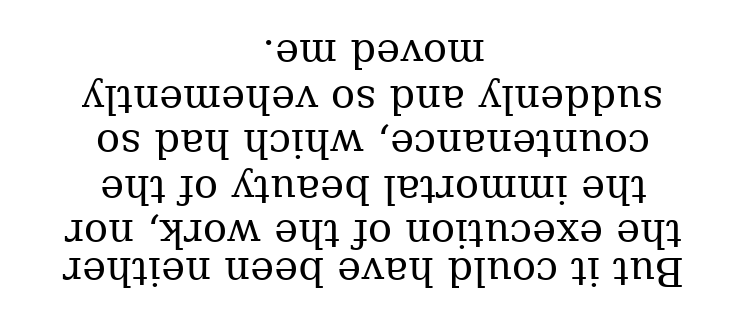 But it could have been neither
the execution of the work, nor
the immortal beauty of the
countenance, which had so
suddenly and so vehemently
moved me.